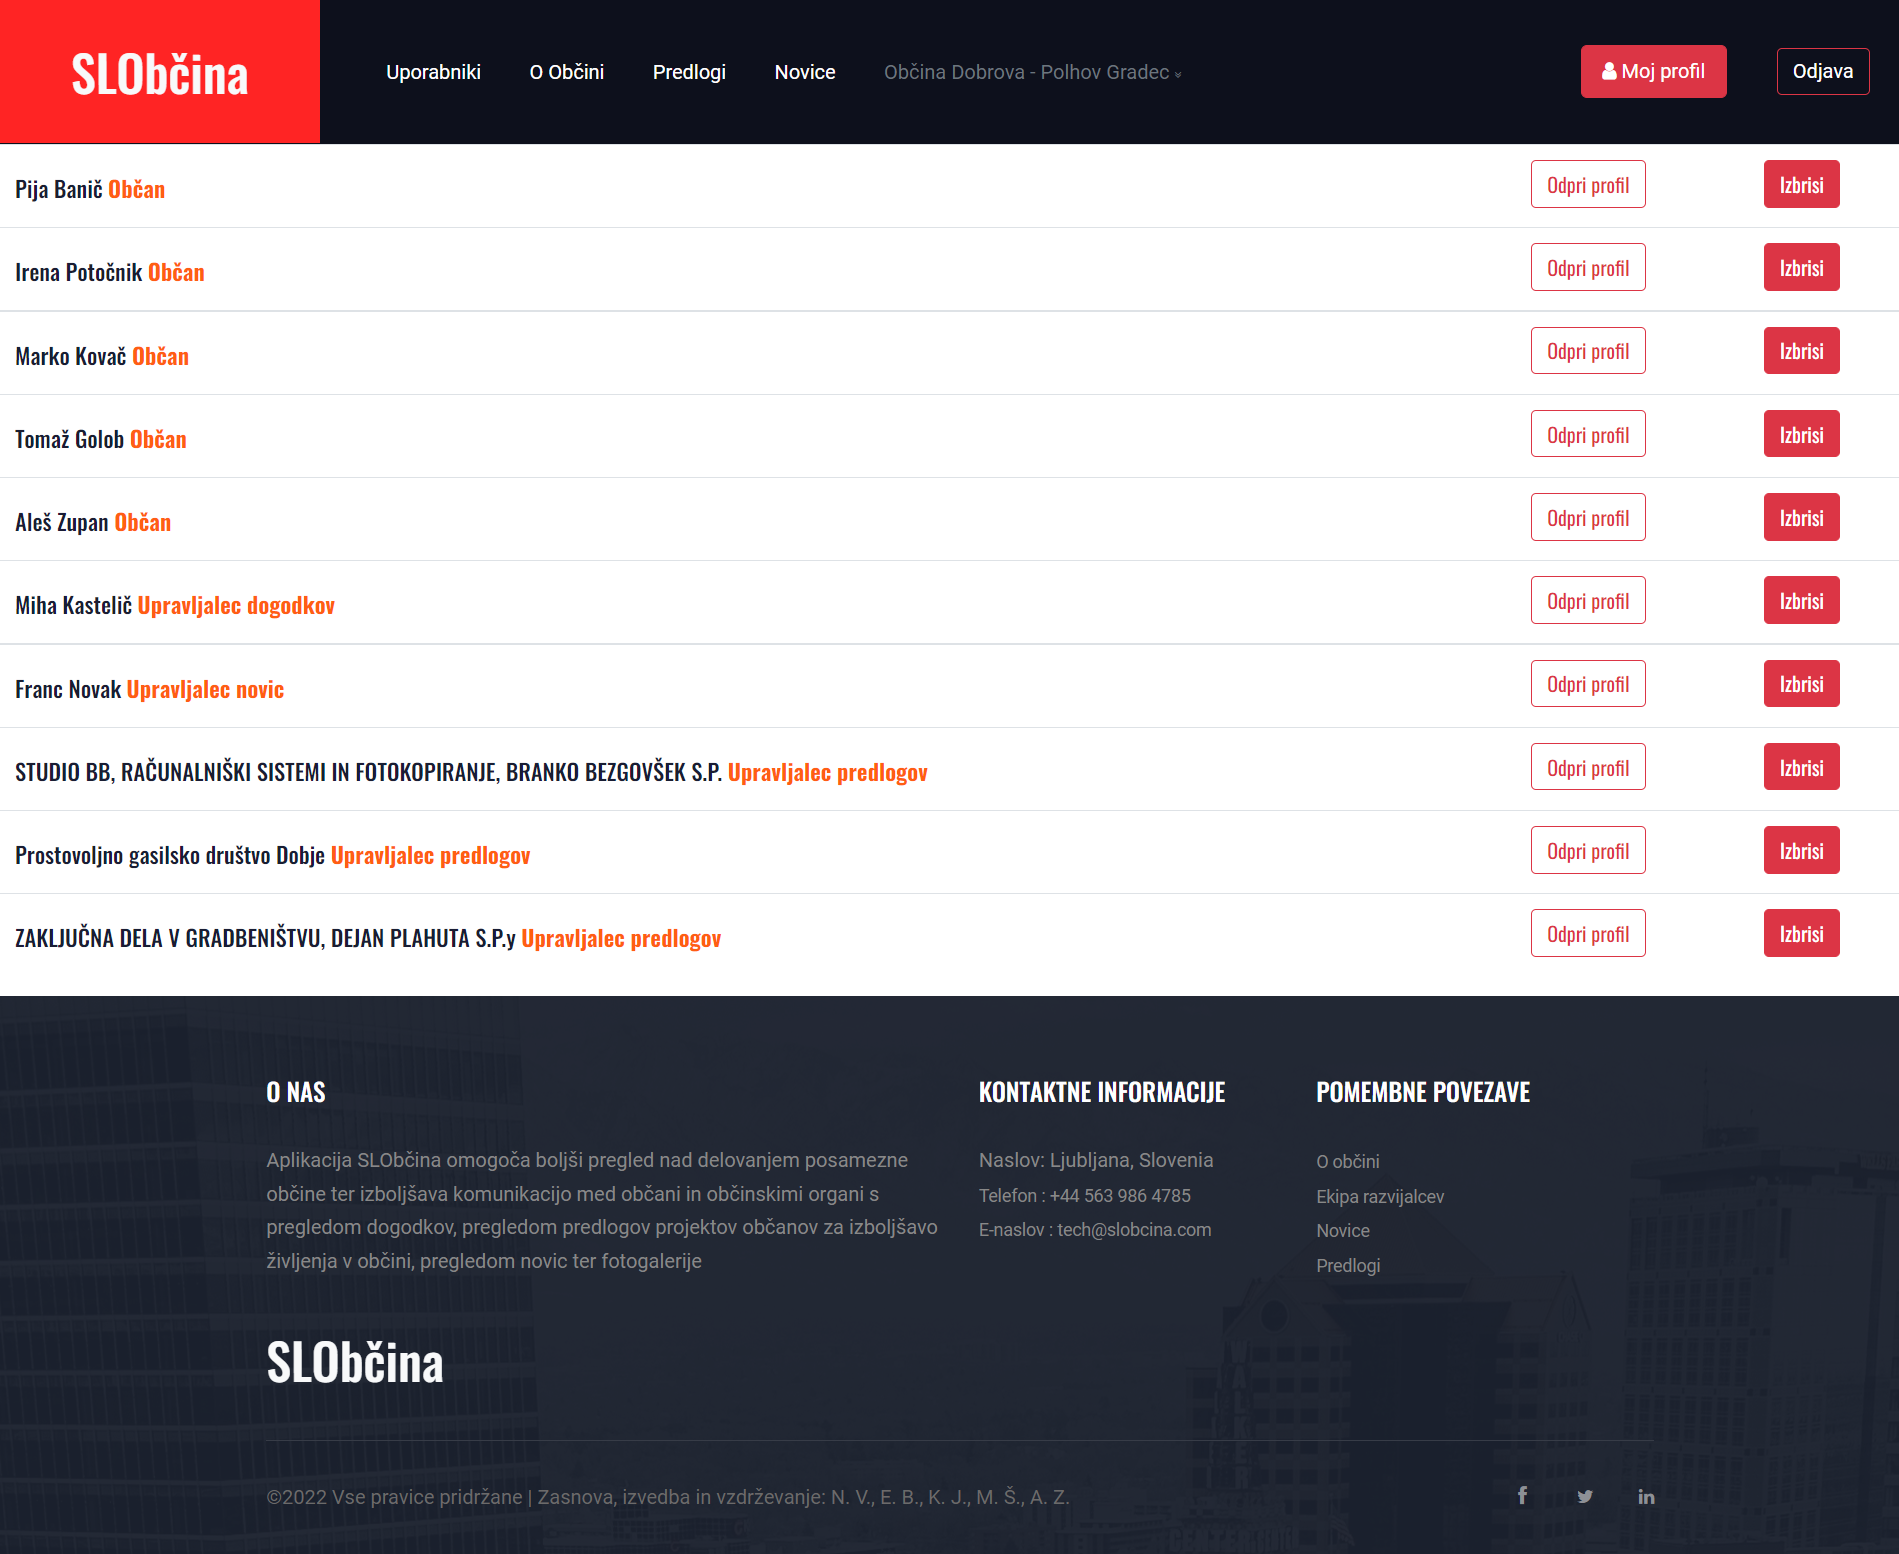 SLObčina
Uporabniki O Občini Predlogi Novice Občina Dobrova - Polhov Gradec
Moj profil
Odjava
Pija Banič Občan Odpri profil Izbrisi
Irena Potočnik Občan Odpri profil Izbrisi
Marko Kovač Občan Odpri profil Izbrisi
Tomaž Golob Občan Odpri profil Izbrisi
Aleš Zupan Občan Odpri profil Izbrisi
Miha Kastelič Upravljalec dogodkov Odpri profil Izbrisi
Franc Novak Upravljalec novic Odpri profil Izbrisi
STUDIO BB, RAČUNALNIŠKI SISTEMI IN FOTOKOPIRANJE, BRANKO BEZGOVŠEK S.P. Upravljalec predlogov Odpri profil Izbrisi
Prostovoljno gasilsko društvo Dobje Upravljalec predlogov Odpri profil Izbrisi
ZAKLJUČNA DELA V GRADBENIŠTVU, DEJAN PLAHUTA S.P.y Upravljalec predlogov Odpri profil Izbrisi
O NAS
Aplikacija SLObčina omogoča boljši pregled nad delovanjem posamezne
občine ter izboljšava komunikacijo med občani in občinskimi organi s
pregledom dogodkov, pregledom predlogov projektov občanov za izboljšavo
življenja v občini, pregledom novic ter fotogalerije
SLObčina
KONTAKTNE INFORMACIJE
Naslov: Ljubljana, Slovenia
Telefon : +44 563 986 4785
E-naslov : tech@slobcina.com
POMEMBNE POVEZAVE
O občini
Ekipa razvijalcev
Novice
Predlogi
©2022 Vse pravice pridržane | Zasnova, izvedba in vzdrževanje: N. V., E. B., K. J., M. Š., A. Z.